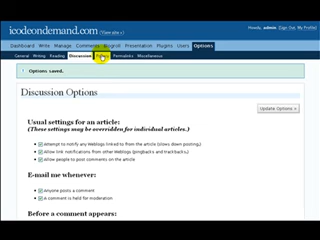 icodeondemand.com (View site »)
Howdy, admin. [Sign Out, My Profile]
Dashboard Write Manage Comments Blogroll Presentation Plugins Users Options
General Writing Reading Discussion Permalinks Miscellaneous
Options saved.
Discussion Options
Update Options »
Usual settings for an article:
(These settings may be overridden for individual articles.)
Attempt to notify any Weblogs linked to from the article (slows down posting.)
Allow link notifications from other Weblogs (pingbacks and trackbacks.)
Allow people to post comments on the article
E-mail me whenever:
Anyone posts a comment
A comment is held for moderation
Before a comment appears: